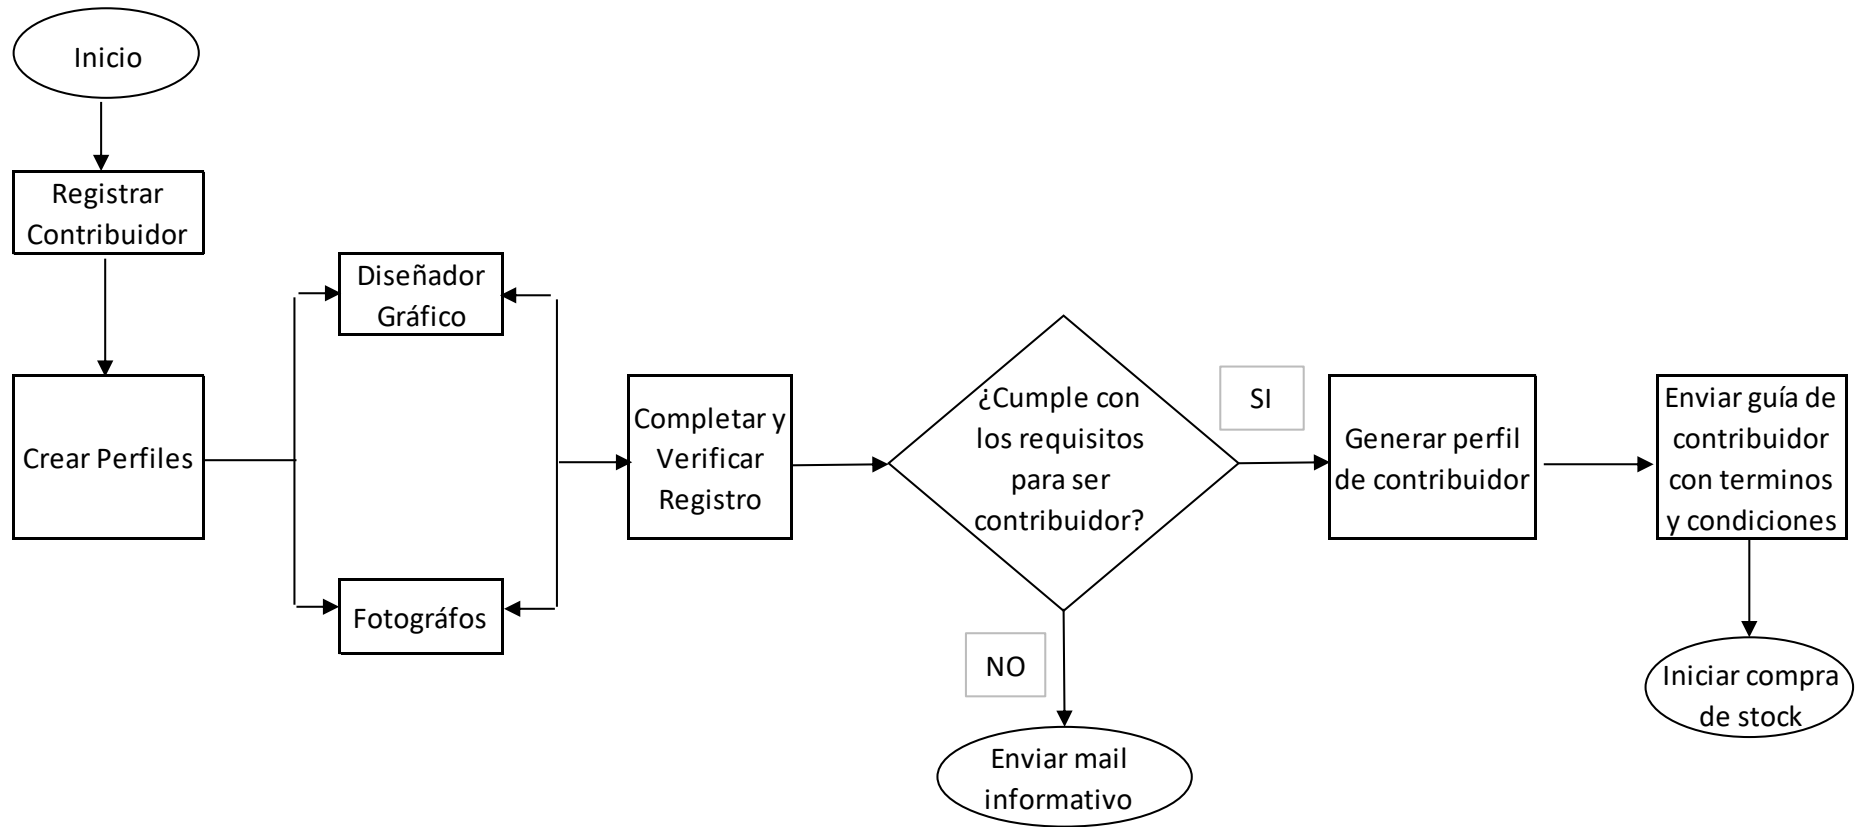 Inicio
Registrar
Contribuidor
Crear Perfiles
Diseñador
Gráfico
Fotográfos
Completar y
Verificar
Registro
¿Cumple con
los requisitos
para ser
contribuidor?
SI
NO
Enviar mail
informativo
Generar perfil
de contribuidor
Enviar guía de
contribuidor
con terminos
y condiciones
Iniciar compra
de stock